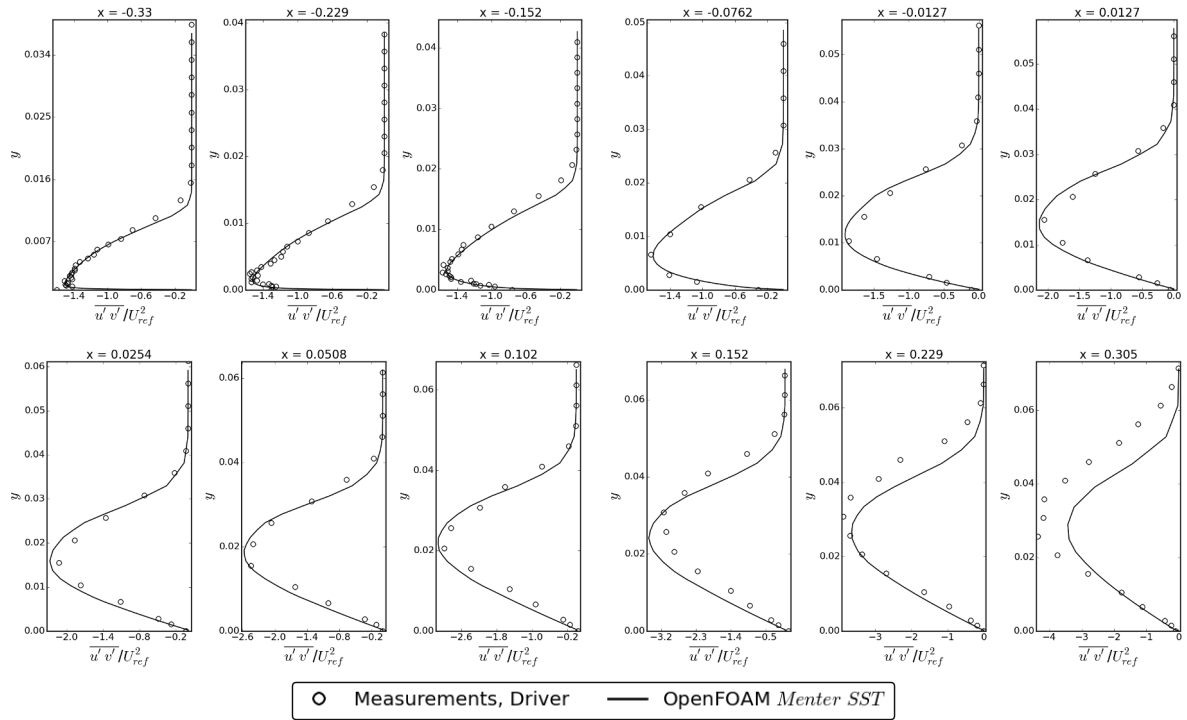 x = -0.33 x = -0.229 x = -0.152 x = -0.0762 x = -0.0127 x = 0.0127
y 0.034 0.025 0.016 0.007 0.00
−1.4 −1.0 −0.6 −0.2
u′ v′/U²ref
y 0.04 0.03 0.02 0.01 0.00
−1.4 −1.0 −0.6 −0.2
u′ v′/U²ref
y 0.04 0.03 0.02 0.01 0.00
−1.4 −1.0 −0.6 −0.2
u′ v′/U²ref
y 0.05 0.04 0.03 0.02 0.01 0.00
−1.4 −1.0 −0.6 −0.2
u′ v′/U²ref
y 0.05 0.04 0.03 0.02 0.01 0.00
−1.5 −1.0 −0.5 0.0
u′ v′/U²ref
y 0.05 0.04 0.03 0.02 0.01 0.00
−2.0 −1.5 −1.0 −0.5 0.0
u′ v′/U²ref
x = 0.0254 x = 0.0508 x = 0.102 x = 0.152 x = 0.229 x = 0.305
y 0.06 0.05 0.04 0.03 0.02 0.01 0.00
−2.0 −1.4 −0.8 −0.2
u′ v′/U²ref
y 0.06 0.04 0.02 0.00
−2.6 −2.0 −1.4 −0.8 −0.2
u′ v′/U²ref
y 0.06 0.04 0.02 0.00
−2.6 −1.8 −1.0 −0.2
u′ v′/U²ref
y 0.06 0.04 0.02 0.00
−3.2 −2.3 −1.4 −0.5
u′ v′/U²ref
y 0.06 0.04 0.02 0.00
−3 −2 −1 0
u′ v′/U²ref
y 0.06 0.04 0.02 0.00
−4 −3 −2 −1 0
u′ v′/U²ref
Measurements, Driver OpenFOAM Menter SST